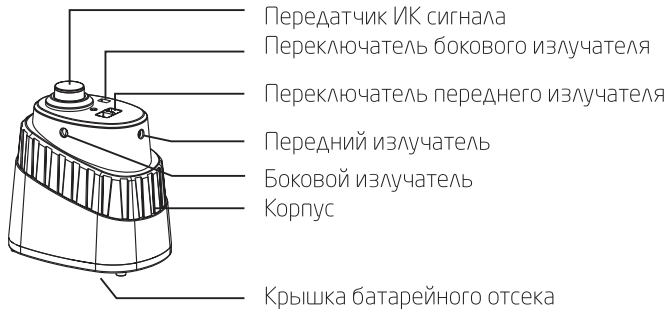 Передатчик ИК сигнала
Переключатель бокового излучателя
Переключатель переднего излучателя
Передний излучатель
Боковой излучатель
Корпус
Крышка батарейного отсека